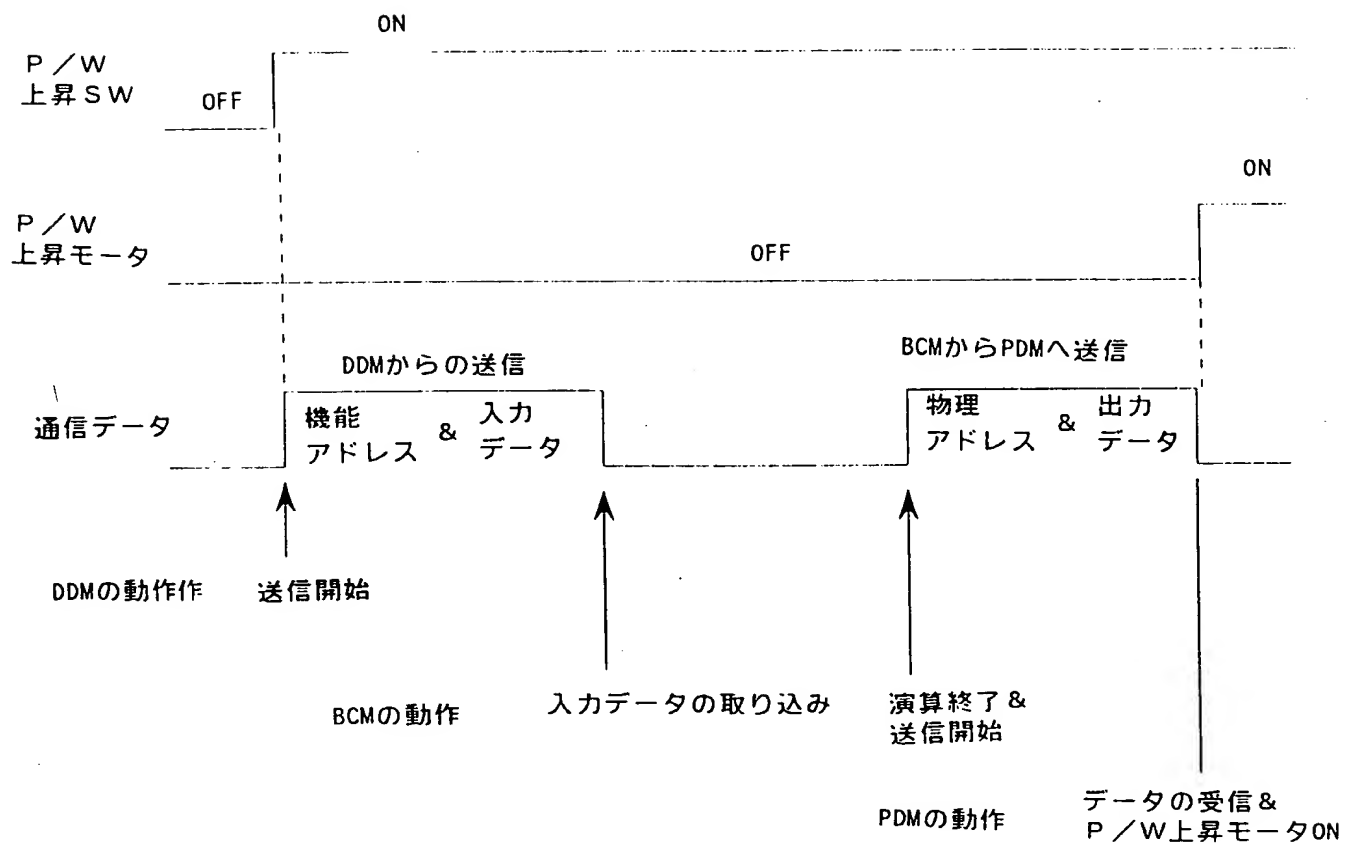 ON
P/W
上昇SW
OFF
ON
P/W
上昇モータ
OFF
DDMからの送信
BCMからPDMへ送信
通信データ
機能
アドレス
&
入力
データ
物理
アドレス
&
出力
データ
DDMの動作作
送信開始
BCMの動作
入力データの取り込み
演算終了&
送信開始
PDMの動作
データの受信&
P/W上昇モータON